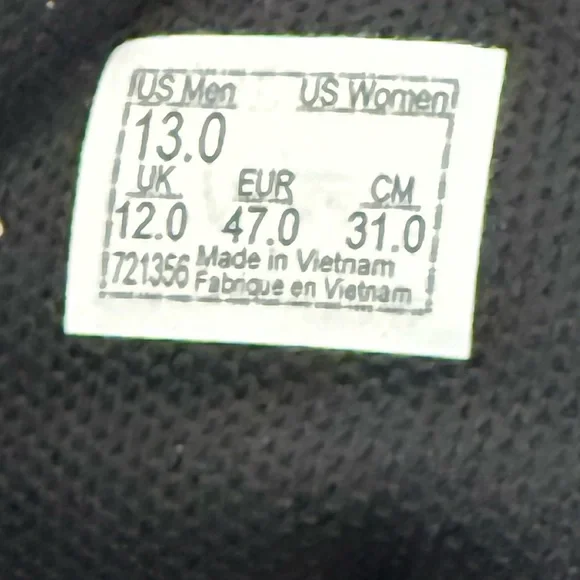 US Men US Women
13.0
UK EUR CM
12.0 47.0 31.0
721356 Made in Vietnam
Fabrique en Vietnam